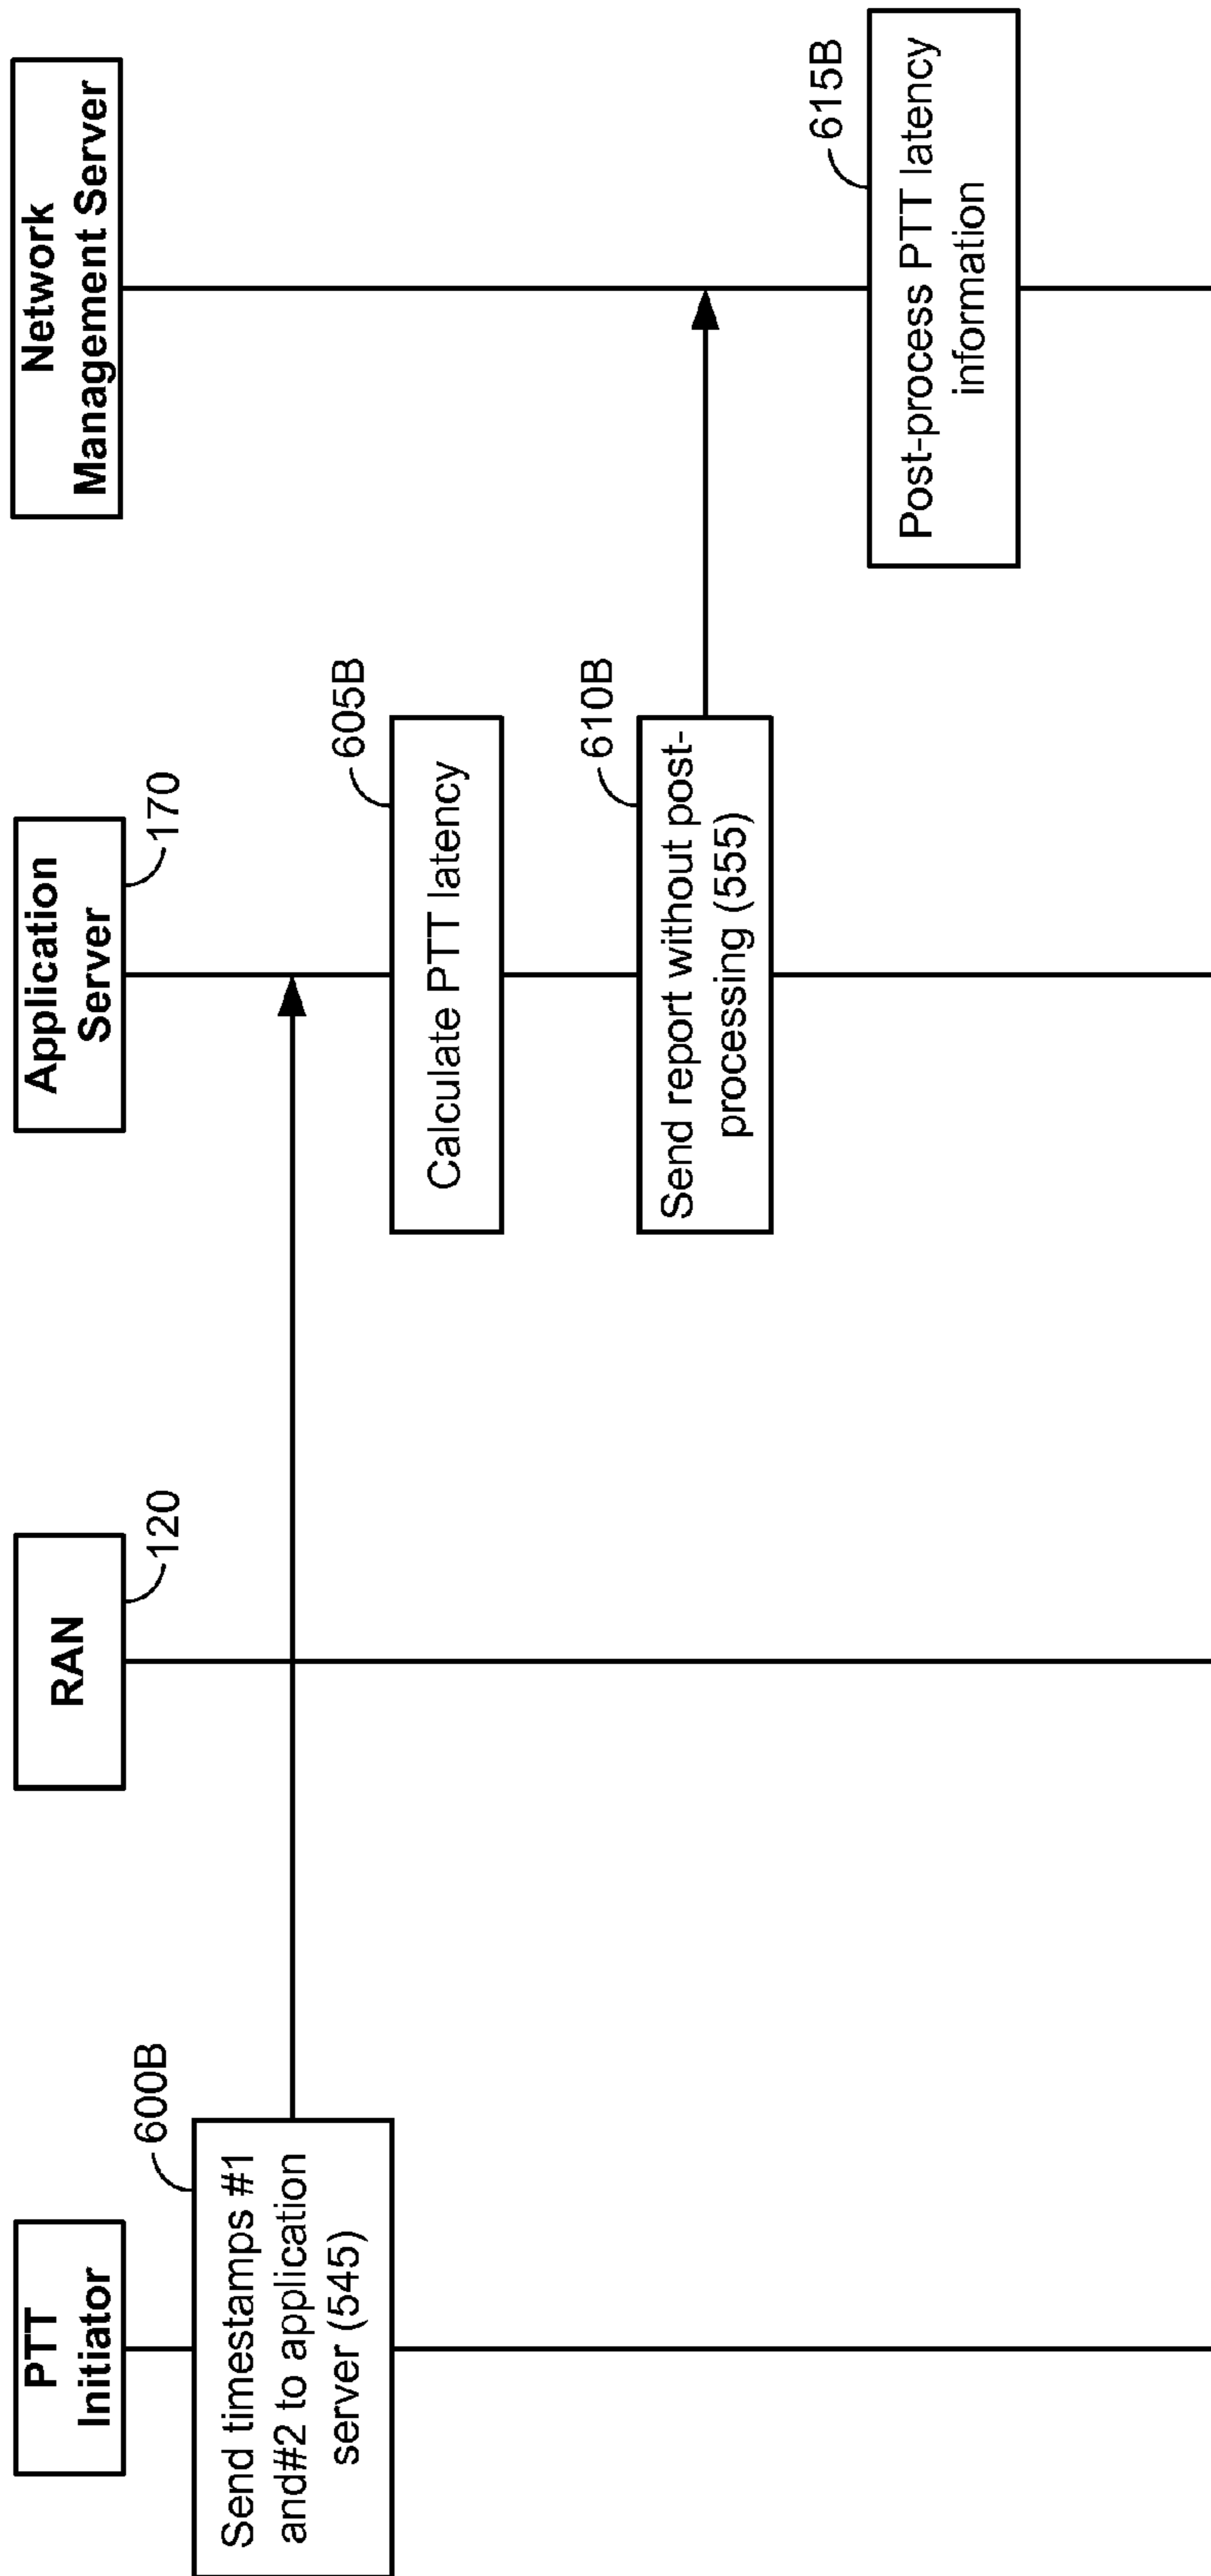 PTT
Initiator
RAN
120
Application
Server
170
Network
Management Server
600B
Send timestamps #1
and#2 to application
server (545)
605B
Calculate PTT latency
610B
Send report without post-
processing (555)
615B
Post-process PTT latency
information